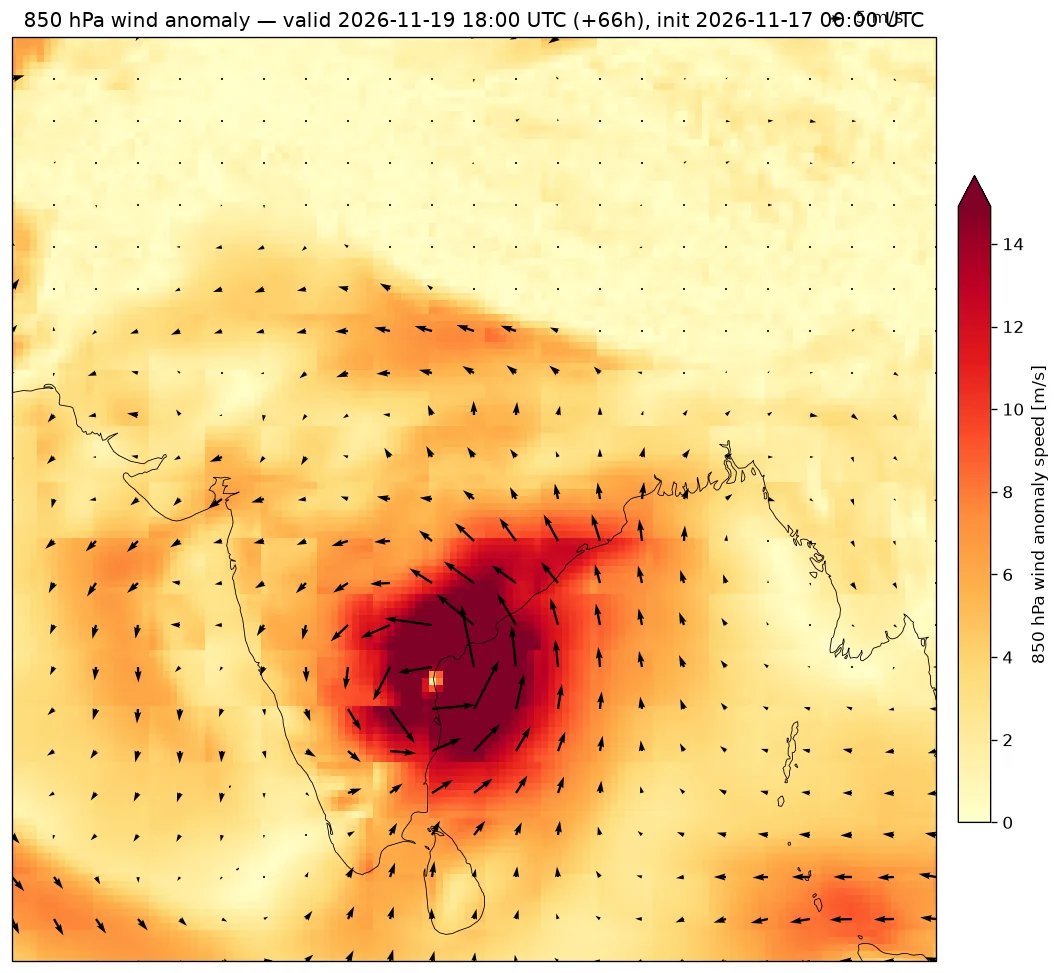 850 hPa wind anomaly — valid 2026-11-19 18:00 UTC (+66h), init 2026-11-17 00:00 UTC
5 m/s
14
12
10
8
6
4
2
0
850 hPa wind anomaly speed [m/s]